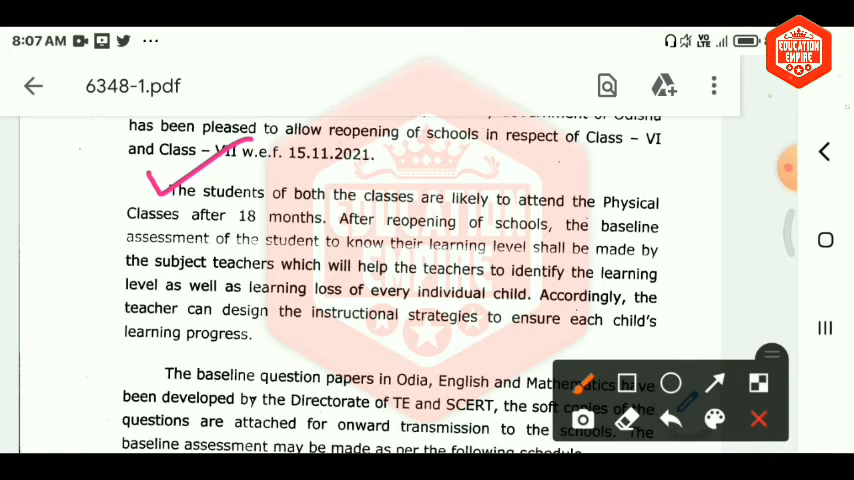 8:07 AM
VO
LTE
EDUCATION
EMPIRE
6348-1.pdf
has been pleased to allow reopening of schools in respect of Class – VI
and Class – VII w.e.f. 15.11.2021.
The students of both the classes are likely to attend the Physical
Classes after 18 months. After reopening of schools, the baseline
assessment of the student to know their learning level shall be made by
the subject teachers which will help the teachers to identify the learning
level as well as learning loss of every individual child. Accordingly, the
teacher can design the instructional strategies to ensure each child's
learning progress.
EDUCATION
EMPIRE
The baseline question papers in Odia, English and Mathematics have
been developed by the Directorate of TE and SCERT, the soft copies of the
questions are attached for onward transmission to the schools. The
baseline assessment may be made as per the following schedule